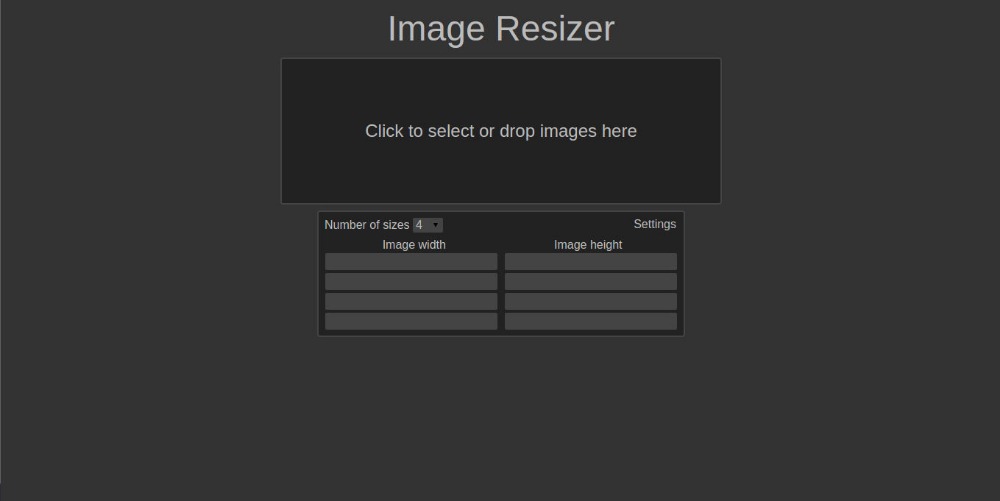 Image Resizer
Click to select or drop images here
Number of sizes 4 Settings
Image width Image height